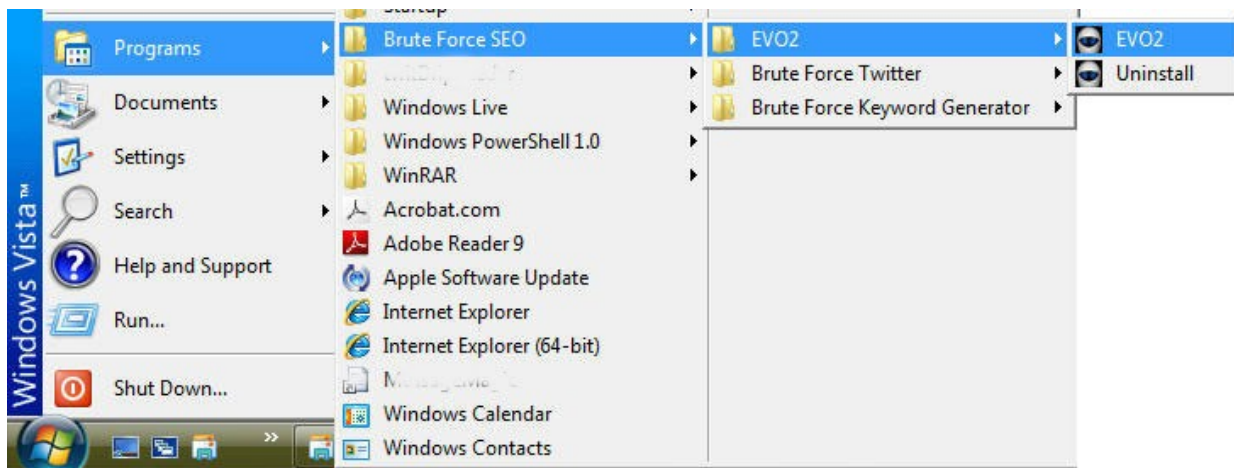 Windows Vista™
Programs
Documents
Settings
Search
Help and Support
Run...
Shut Down...
Startup
Brute Force SEO
Windows Live
Windows PowerShell 1.0
WinRAR
Acrobat.com
Adobe Reader 9
Apple Software Update
Internet Explorer
Internet Explorer (64-bit)
Windows Calendar
Windows Contacts
EVO2
Brute Force Twitter
Brute Force Keyword Generator
EVO2
Uninstall
»